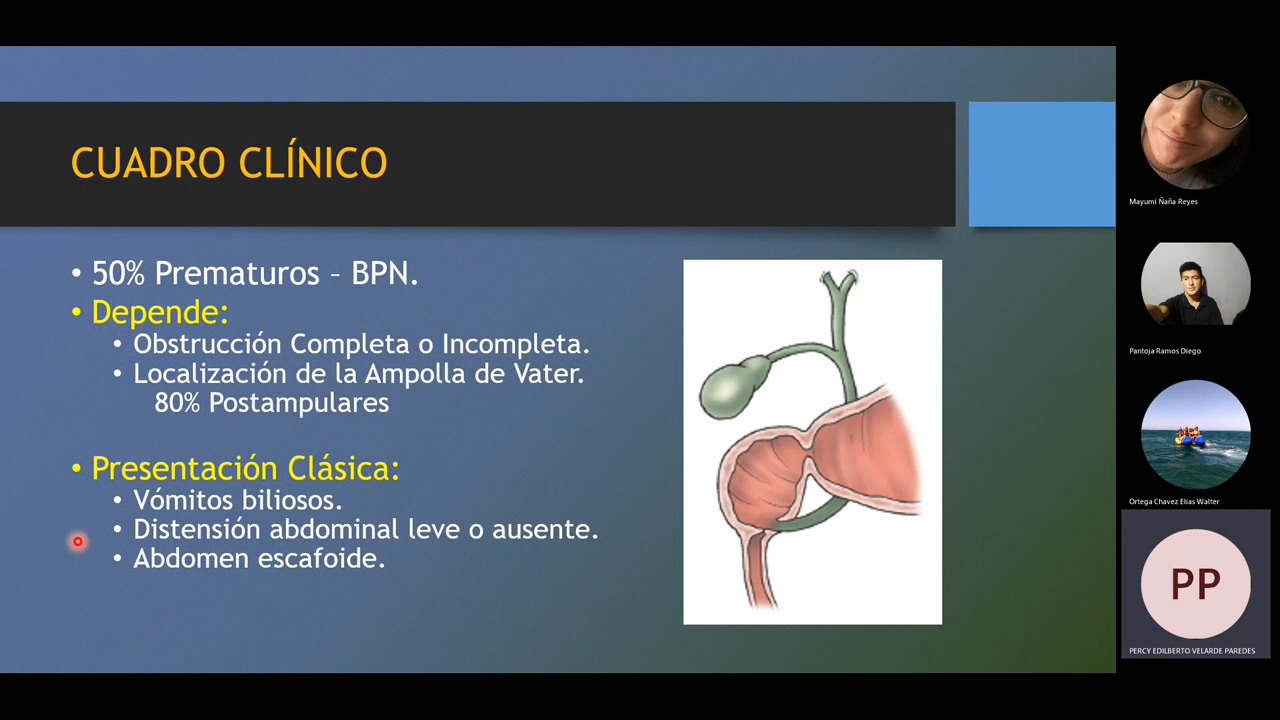 CUADRO CLÍNICO
• 50% Prematuros – BPN.
• Depende:
• Obstrucción Completa o Incompleta.
• Localización de la Ampolla de Vater.
80% Postampulares
• Presentación Clásica:
• Vómitos biliosos.
• Distensión abdominal leve o ausente.
• Abdomen escafoide.
Mayumi Ñaña Reyes
Pantoja Ramos Diego
Ortega Chavez Elias Walter
PP
PERCY EDILBERTO VELARDE PAREDES